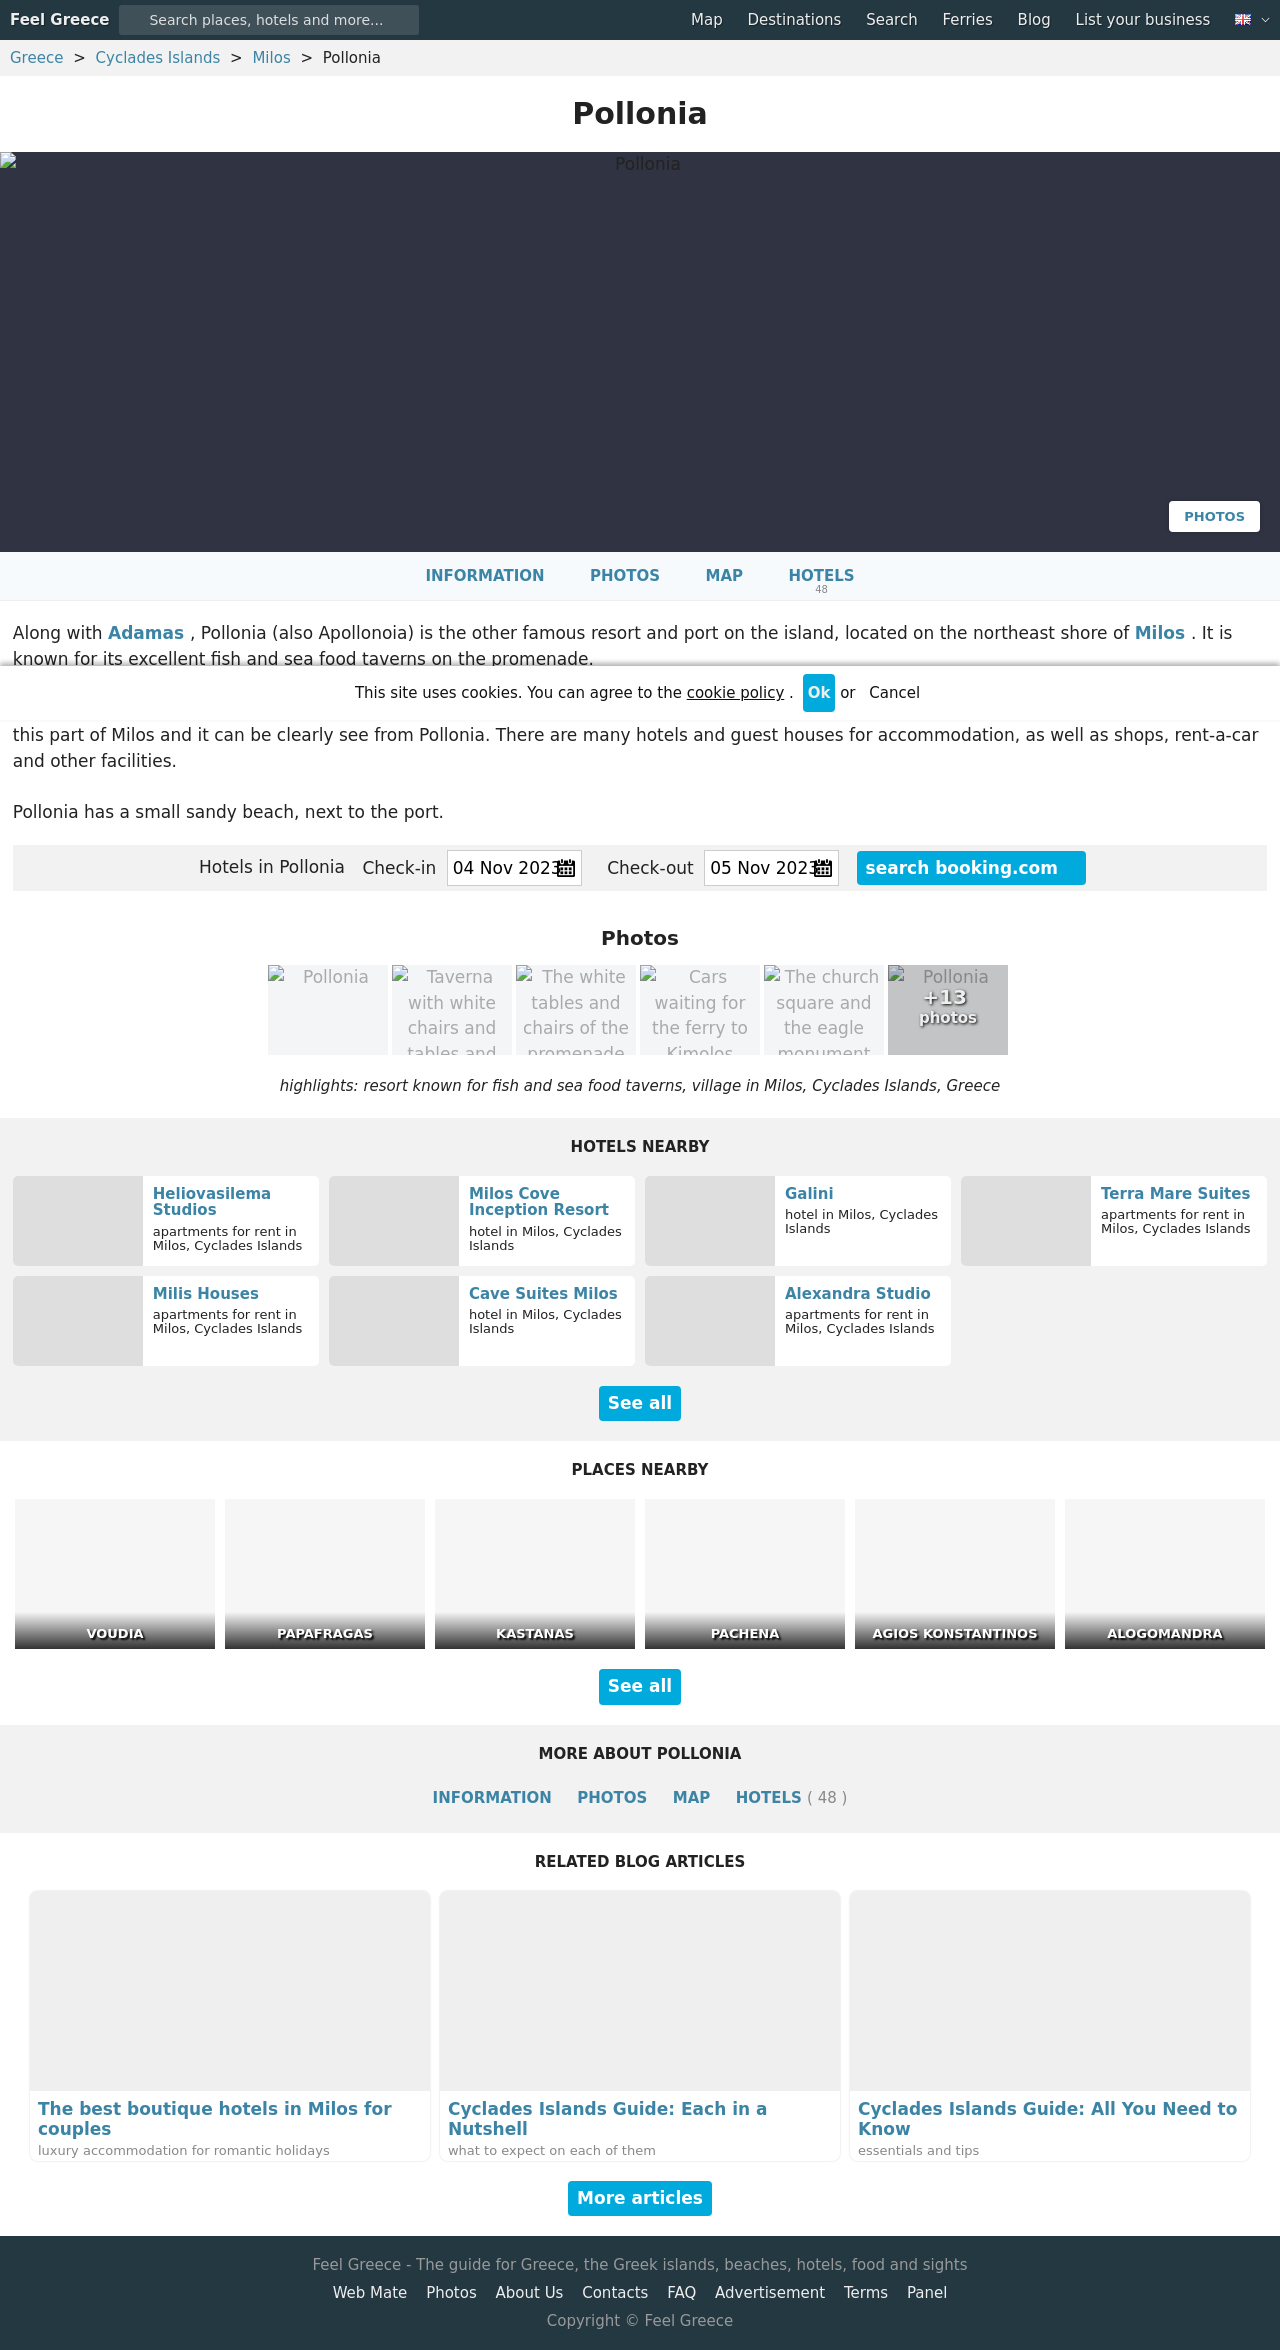 Feel Greece
Search places, hotels and more...
Map Destinations Search Ferries Blog List your business
Greece > Cyclades Islands > Milos > Pollonia
Pollonia
Pollonia
PHOTOS
INFORMATION PHOTOS MAP HOTELS
48
Along with Adamas , Pollonia (also Apollonoia) is the other famous resort and port on the island, located on the northeast shore of Milos . It is
known for its excellent fish and sea food taverns on the promenade.
This site uses cookies. You can agree to the cookie policy . Ok or Cancel
this part of Milos and it can be clearly see from Pollonia. There are many hotels and guest houses for accommodation, as well as shops, rent-a-car
and other facilities.
Pollonia has a small sandy beach, next to the port.
Hotels in Pollonia Check-in 04 Nov 2023 Check-out 05 Nov 2023 search booking.com
Photos
Pollonia
Taverna
with white
chairs and
tables and
The white
tables and
chairs of the
promenade
Cars
waiting for
the ferry to
Kimolos
The church
square and
the eagle
monument
Pollonia
+13
photos
highlights: resort known for fish and sea food taverns, village in Milos, Cyclades Islands, Greece
HOTELS NEARBY
Heliovasilema
Studios
apartments for rent in
Milos, Cyclades Islands
Milos Cove
Inception Resort
hotel in Milos, Cyclades
Islands
Galini
hotel in Milos, Cyclades
Islands
Terra Mare Suites
apartments for rent in
Milos, Cyclades Islands
Milis Houses
apartments for rent in
Milos, Cyclades Islands
Cave Suites Milos
hotel in Milos, Cyclades
Islands
Alexandra Studio
apartments for rent in
Milos, Cyclades Islands
See all
PLACES NEARBY
VOUDIA
PAPAFRAGAS
KASTANAS
PACHENA
AGIOS KONSTANTINOS
ALOGOMANDRA
See all
MORE ABOUT POLLONIA
INFORMATION PHOTOS MAP HOTELS ( 48 )
RELATED BLOG ARTICLES
The best boutique hotels in Milos for
couples
luxury accommodation for romantic holidays
Cyclades Islands Guide: Each in a
Nutshell
what to expect on each of them
Cyclades Islands Guide: All You Need to
Know
essentials and tips
More articles
Feel Greece - The guide for Greece, the Greek islands, beaches, hotels, food and sights
Web Mate Photos About Us Contacts FAQ Advertisement Terms Panel
Copyright © Feel Greece